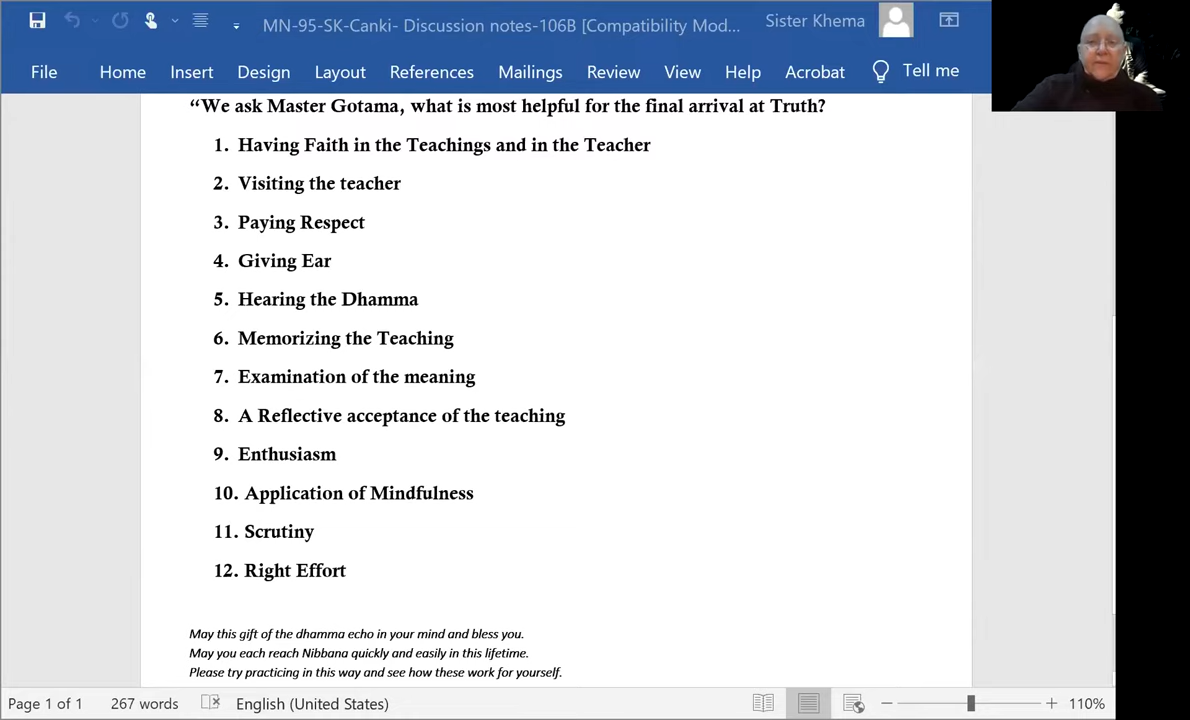 MN-95-SK-Canki- Discussion notes-106B [Compatibility Mod...
Sister Khema
File Home Insert Design Layout References Mailings Review View Help Acrobat Tell me
“We ask Master Gotama, what is most helpful for the final arrival at Truth?
1. Having Faith in the Teachings and in the Teacher
2. Visiting the teacher
3. Paying Respect
4. Giving Ear
5. Hearing the Dhamma
6. Memorizing the Teaching
7. Examination of the meaning
8. A Reflective acceptance of the teaching
9. Enthusiasm
10. Application of Mindfulness
11. Scrutiny
12. Right Effort
May this gift of the dhamma echo in your mind and bless you.
May you each reach Nibbana quickly and easily in this lifetime.
Please try practicing in this way and see how these work for yourself.
Page 1 of 1 267 words English (United States) 110%